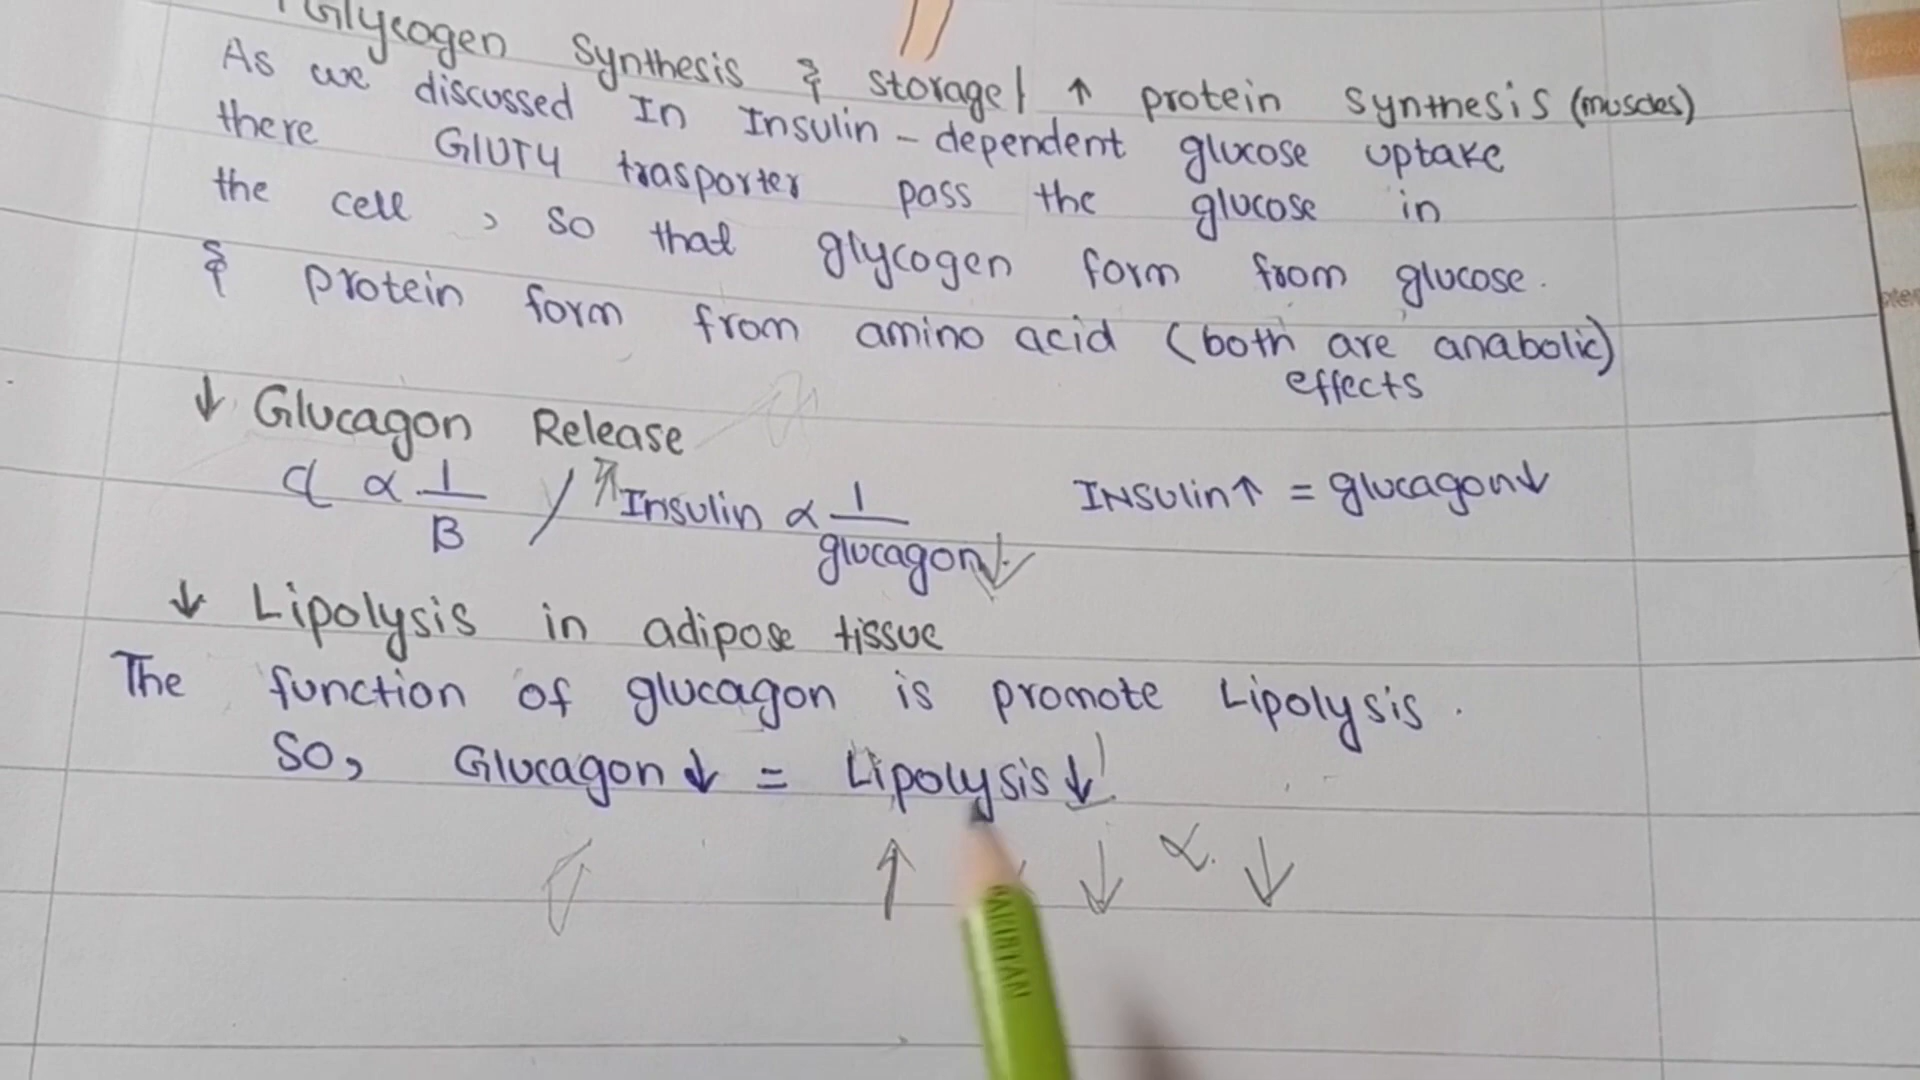 ↑ Glycogen synthesis & storage | ↑ protein synthesis (muscles)
As we discussed In Insulin - dependent glucose uptake
there GLUT4 trasporter pass the glucose in
the cell, so that glycogen form from glucose.
& protein form from amino acid (both are anabolic)
effects
↓ Glucagon Release
α ∝ 1/B / ↑ Insulin ∝ 1/glucagon ↓ INSulin ↑ = glucagon ↓
↓ Lipolysis in adipose tissue
The function of glucagon is promote Lipolysis.
So, Glucagon ↓ = Lipolysis ↓
↑ ↑ ↓ ∝ ↓